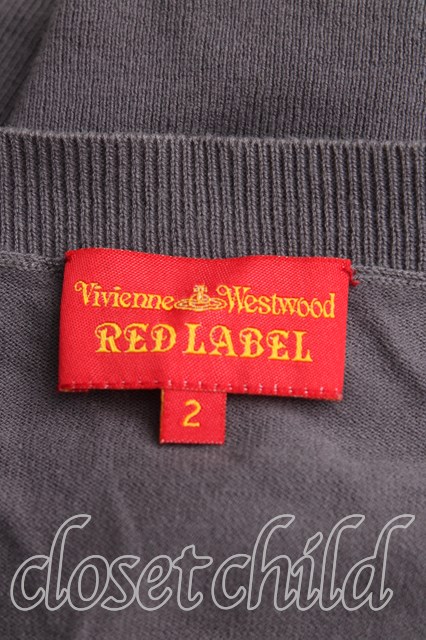 Vivienne Westwood
RED LABEL
2
closetchild